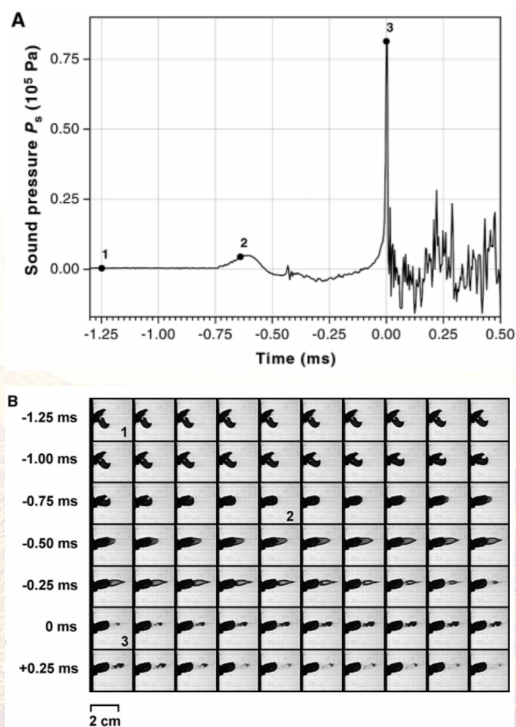 A
3
0.75
0.50
Sound pressure Ps (10⁵ Pa)
0.25
1
2
0.00
-1.25
-1.00
-0.75
-0.50
-0.25
0.00
0.25
0.50
Time (ms)
B
-1.25 ms
1
-1.00 ms
-0.75 ms
2
-0.50 ms
-0.25 ms
0 ms
3
+0.25 ms
2 cm